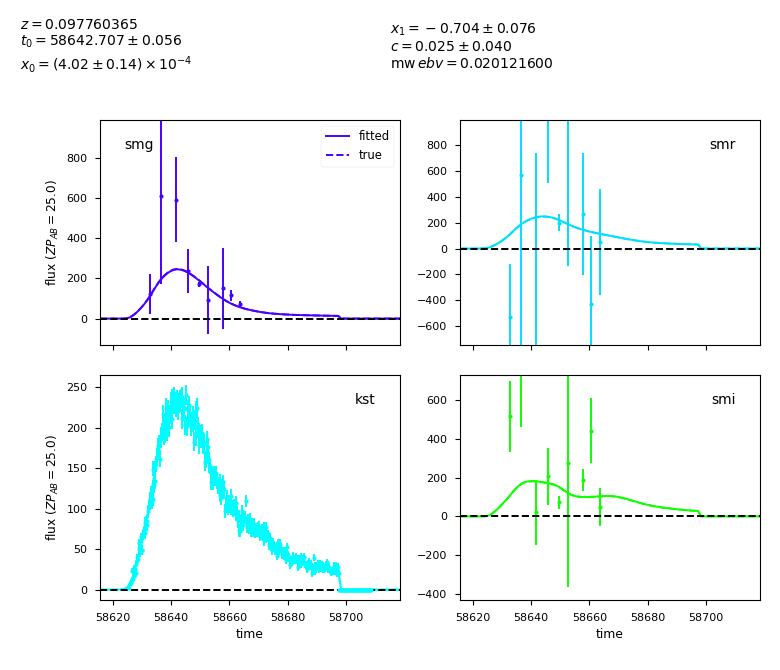 z = 0.097760365
t₀ = 58642.707 ± 0.056
x₀ = (4.02 ± 0.14) × 10⁻⁴
x₁ = −0.704 ± 0.076
c = 0.025 ± 0.040
mw ebv = 0.020121600
smg
fitted
true
800
600
400
200
0
flux (ZP_AB = 25.0)
smr
800
600
400
200
0
−200
−400
−600
kst
250
200
150
100
50
0
flux (ZP_AB = 25.0)
58620 58640 58660 58680 58700
time
smi
600
400
200
0
−200
−400
58620 58640 58660 58680 58700
time